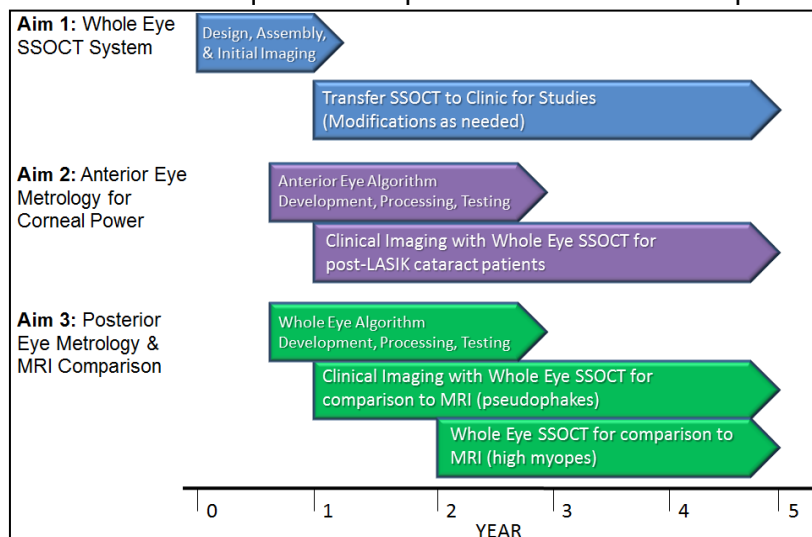 Aim 1: Whole Eye
SSOCT System
Design, Assembly,
& Initial Imaging
Transfer SSOCT to Clinic for Studies
(Modifications as needed)
Aim 2: Anterior Eye
Metrology for
Corneal Power
Anterior Eye Algorithm
Development, Processing, Testing
Clinical Imaging with Whole Eye SSOCT for
post-LASIK cataract patients
Aim 3: Posterior
Eye Metrology &
MRI Comparison
Whole Eye Algorithm
Development, Processing, Testing
Clinical Imaging with Whole Eye SSOCT for
comparison to MRI (pseudophakes)
Whole Eye SSOCT for comparison to
MRI (high myopes)
0 1 2 3 4 5
YEAR